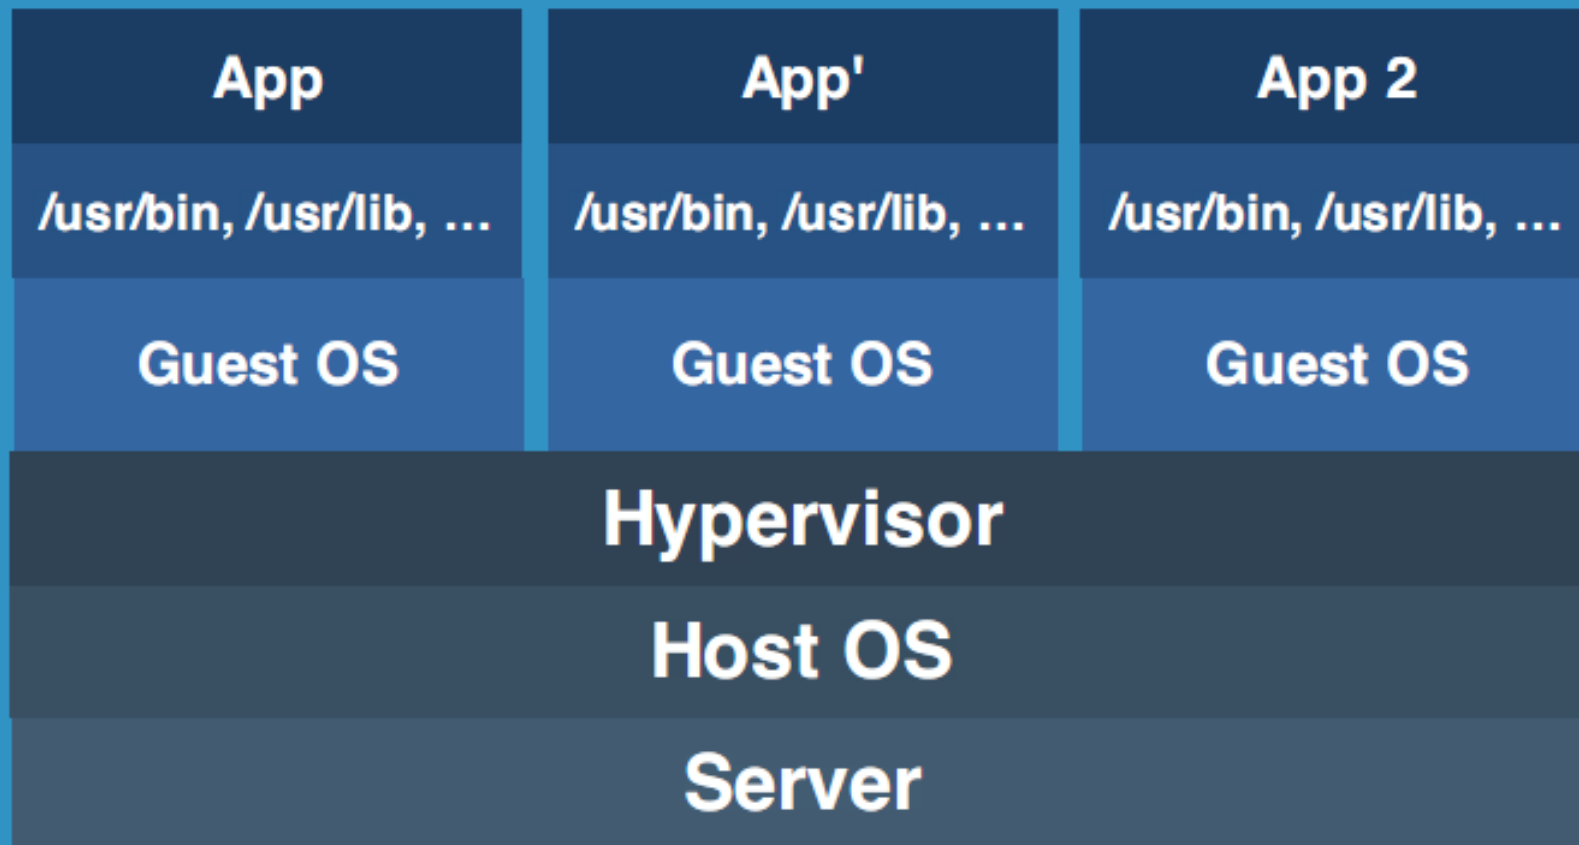 App
App'
App 2
/usr/bin, /usr/lib, ...
/usr/bin, /usr/lib, ...
/usr/bin, /usr/lib, ...
Guest OS
Guest OS
Guest OS
Hypervisor
Host OS
Server